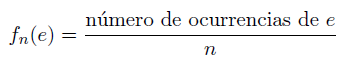 fₙ(e) = número de ocurrencias de e / n